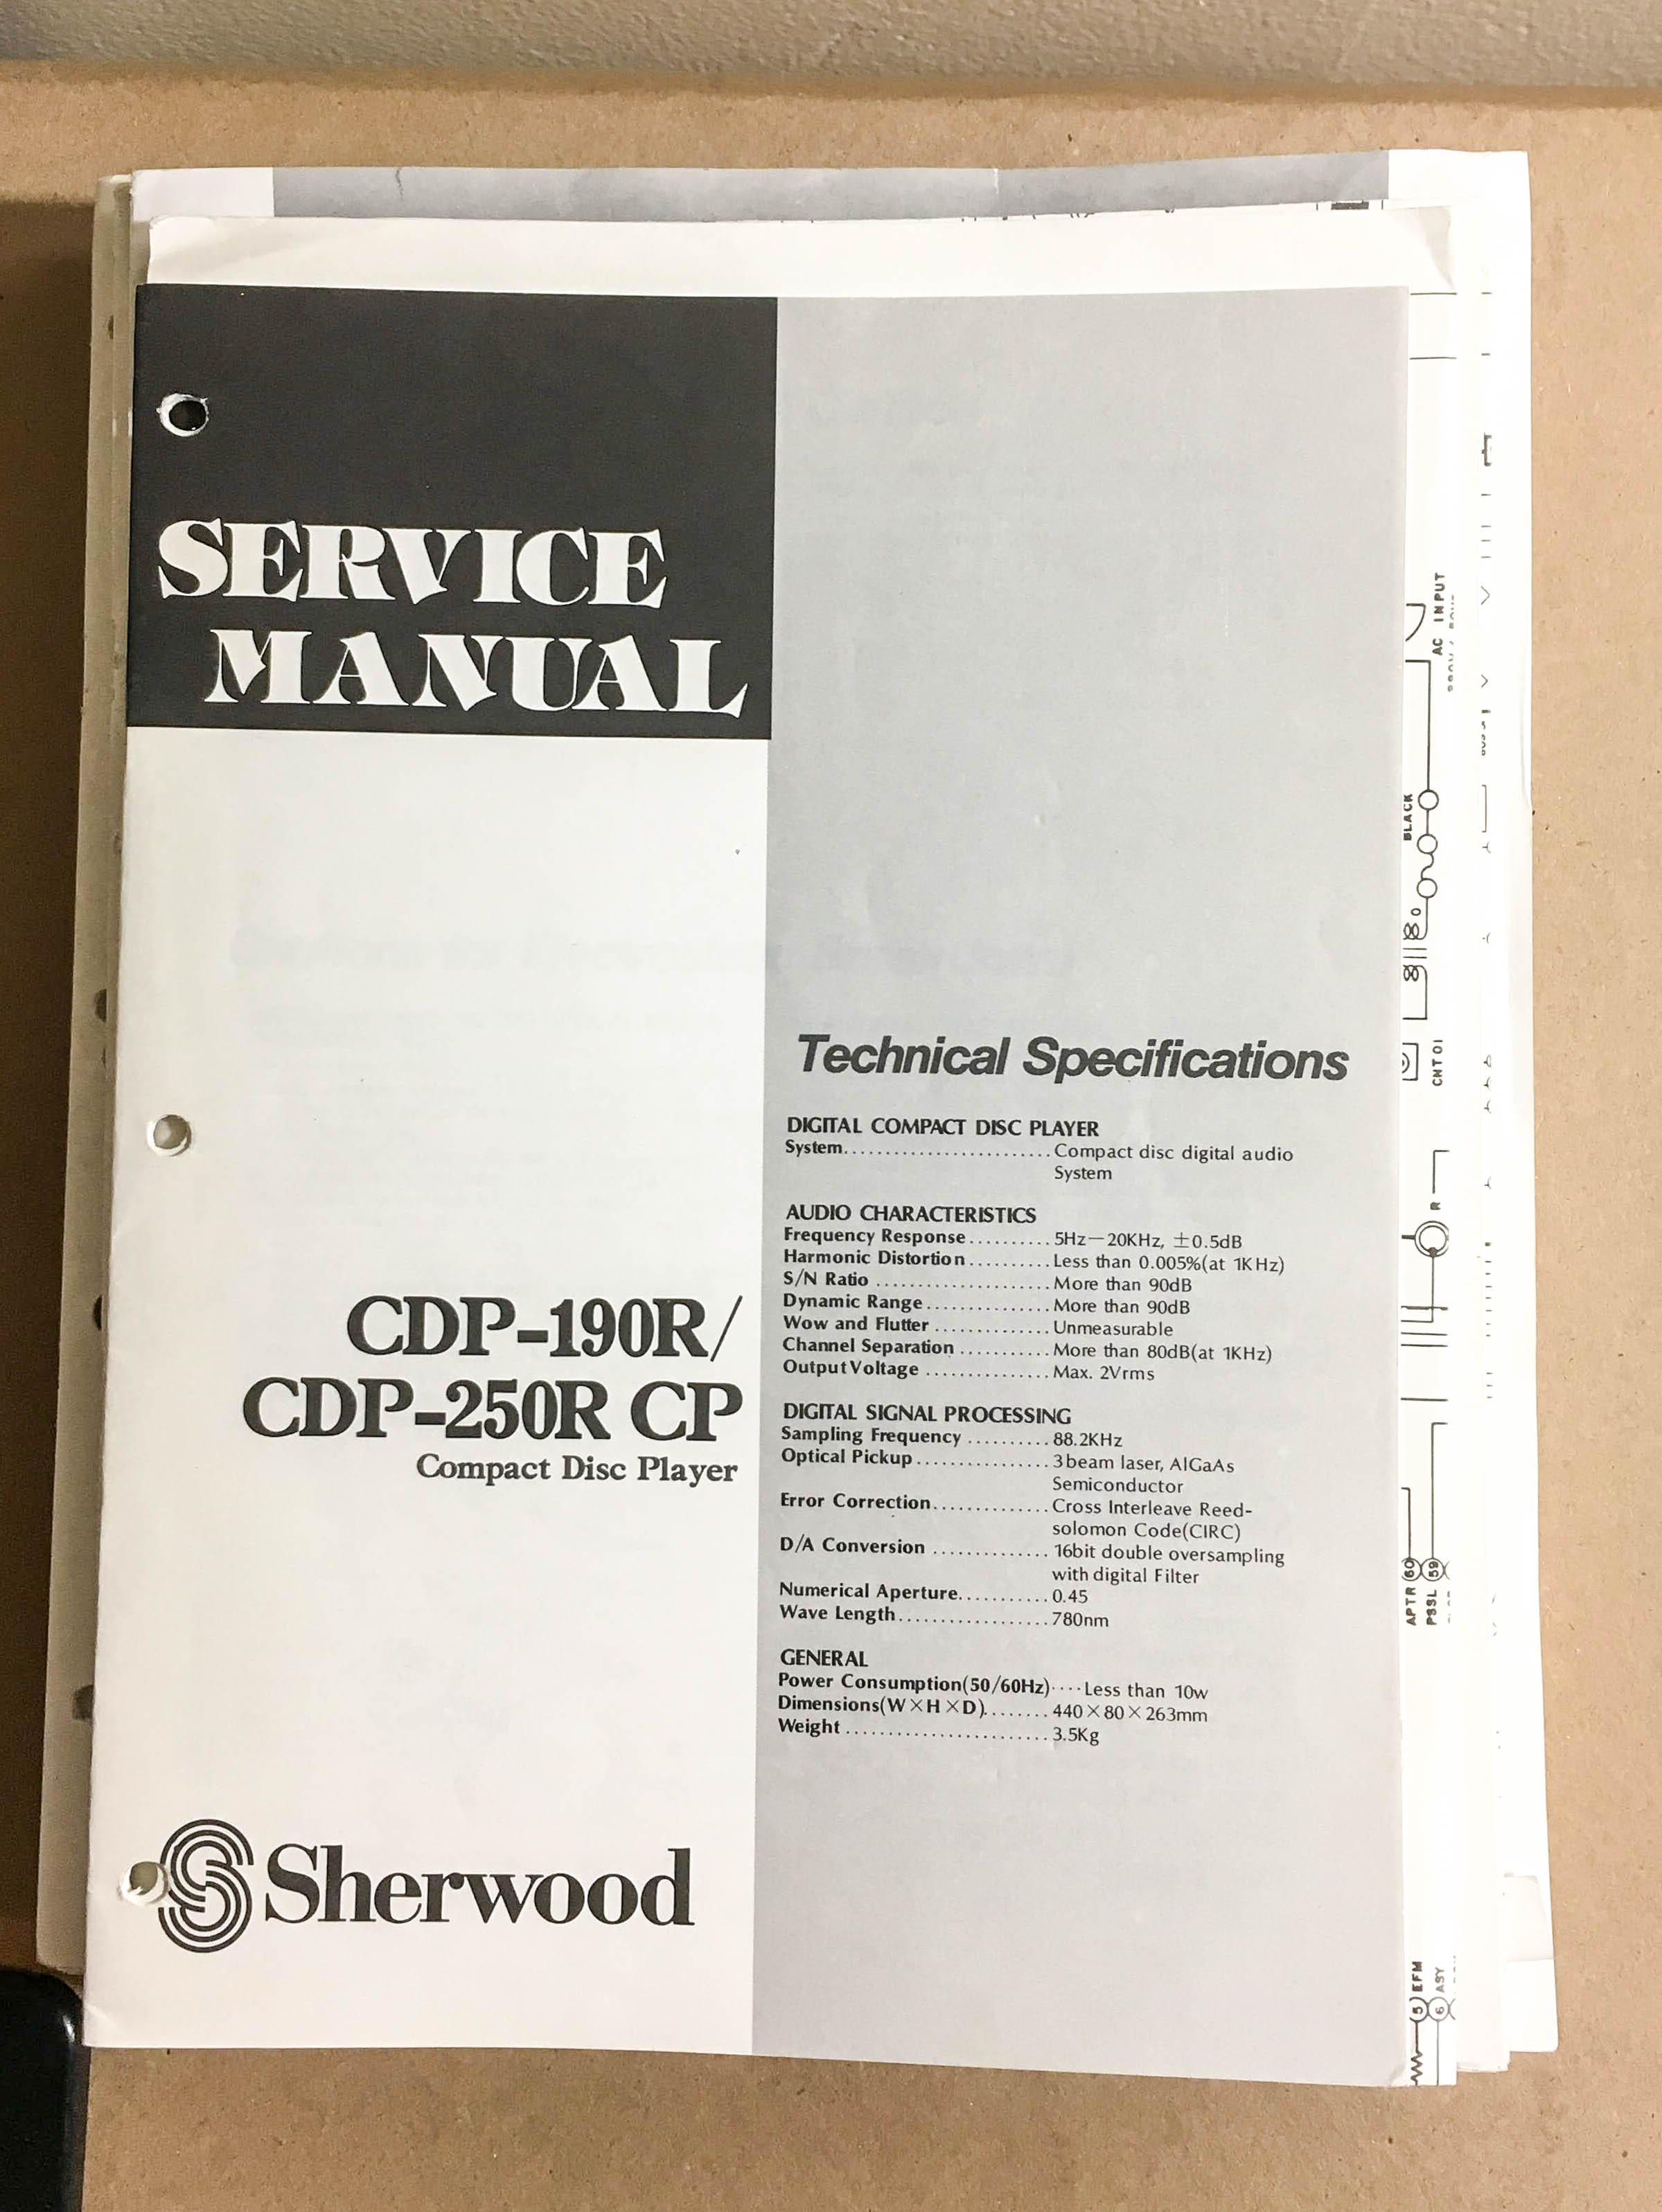 SERVICE
MANUAL
CDP-190R/
CDP-250R CP
Compact Disc Player
Sherwood
Technical Specifications
DIGITAL COMPACT DISC PLAYER
System.........................Compact disc digital audio
System
AUDIO CHARACTERISTICS
Frequency Response..........5Hz—20KHz, ±0.5dB
Harmonic Distortion..........Less than 0.005%(at 1KHz)
S/N Ratio .....................More than 90dB
Dynamic Range...............More than 90dB
Wow and Flutter ..............Unmeasurable
Channel Separation ...........More than 80dB(at 1KHz)
Output Voltage ...............Max. 2Vrms
DIGITAL SIGNAL PROCESSING
Sampling Frequency ..........88.2KHz
Optical Pickup................3beam laser, AlGaAs
Semiconductor
Error Correction..............Cross Interleave Reed-
solomon Code(CIRC)
D/A Conversion ..............16bit double oversampling
with digital Filter
Numerical Aperture...........0.45
Wave Length..................780nm
GENERAL
Power Consumption(50/60Hz)....Less than 10w
Dimensions(W×H×D)........440×80×263mm
Weight ........................3.5Kg
AC INPUT
BLACK
CNT01
R
APTR 60
PSSL 59
5 EFM
6 ASY